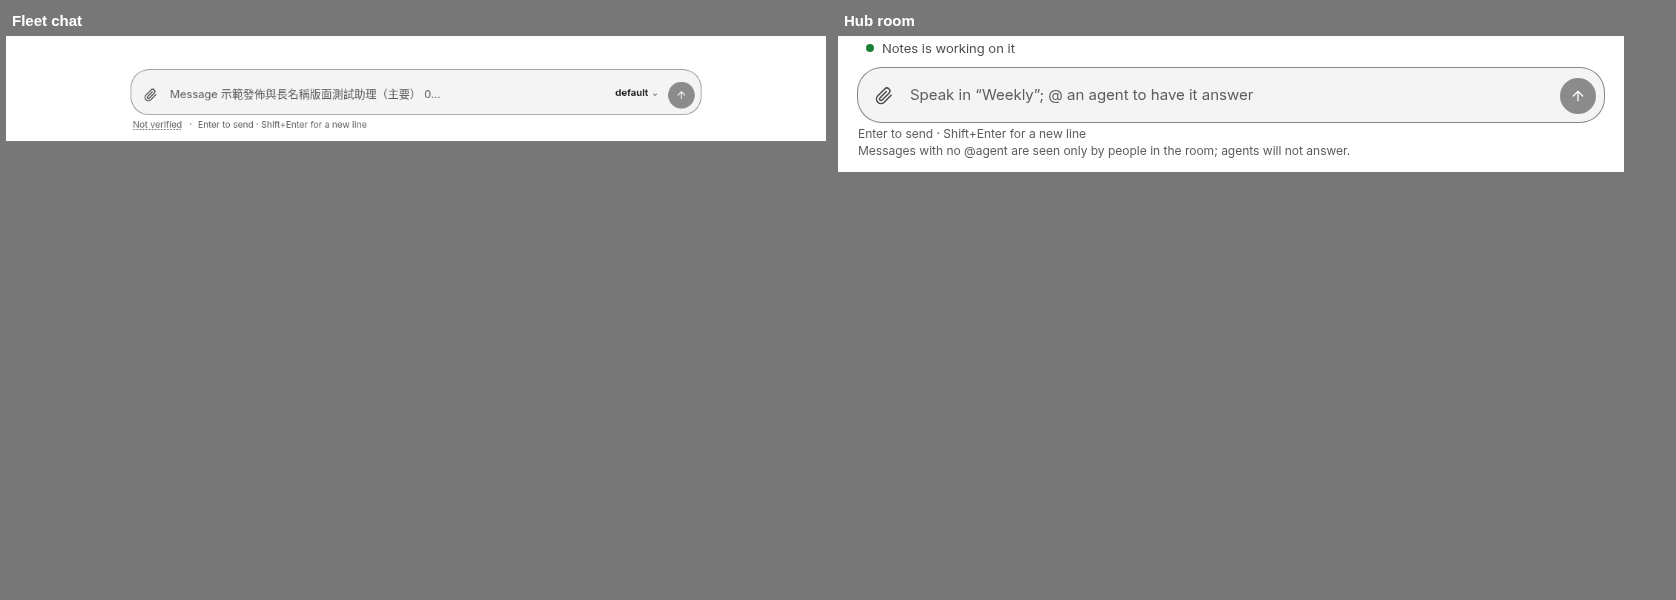 Fleet chat
Message 示範發佈與長名稱版面測試助理（主要） 0...
default
Not verified · Enter to send · Shift+Enter for a new line
Hub room
Notes is working on it
Speak in “Weekly”; @ an agent to have it answer
Enter to send · Shift+Enter for a new line
Messages with no @agent are seen only by people in the room; agents will not answer.